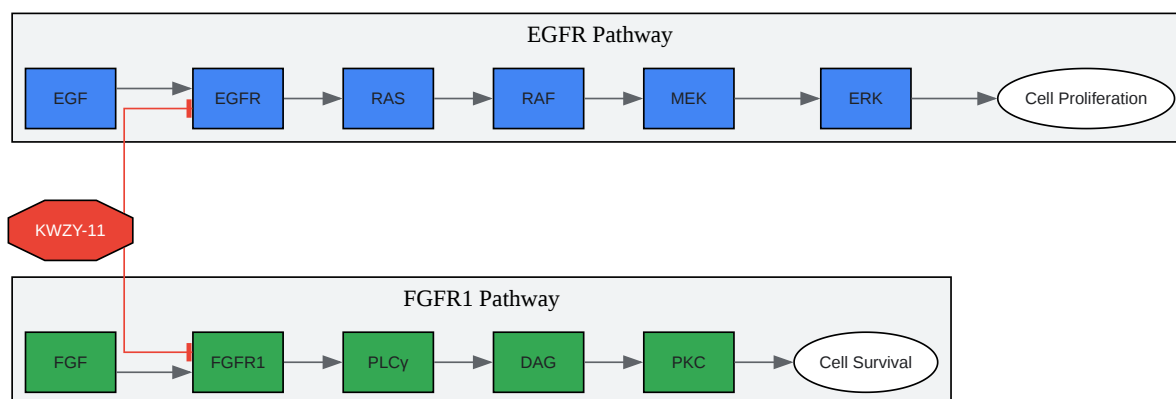 EGFR Pathway
EGF
EGFR
RAS
RAF
MEK
ERK
Cell Proliferation
KWZY-11
FGFR1 Pathway
FGF
FGFR1
PLCγ
DAG
PKC
Cell Survival